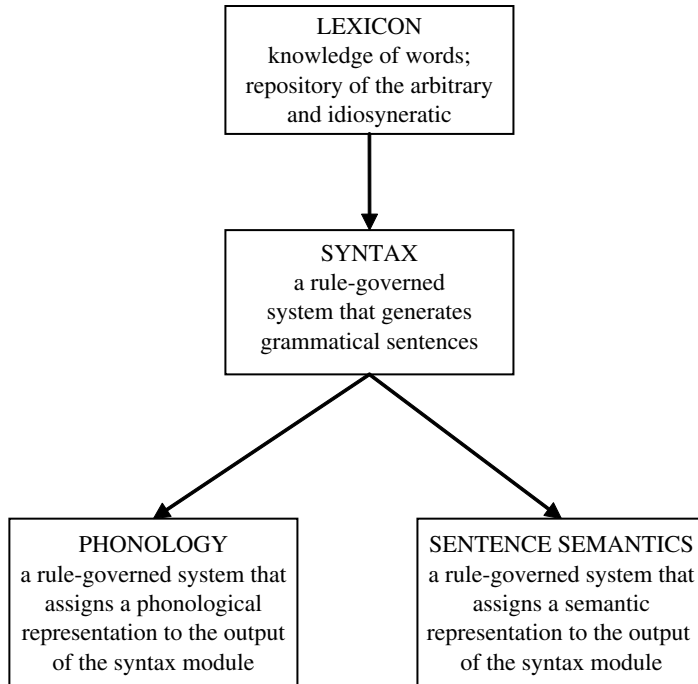 LEXICON
knowledge of words;
repository of the arbitrary
and idiosyneratic
SYNTAX
a rule-governed
system that generates
grammatical sentences
PHONOLOGY
a rule-governed system that
assigns a phonological
representation to the output
of the syntax module
SENTENCE SEMANTICS
a rule-governed system that
assigns a semantic
representation to the output
of the syntax module